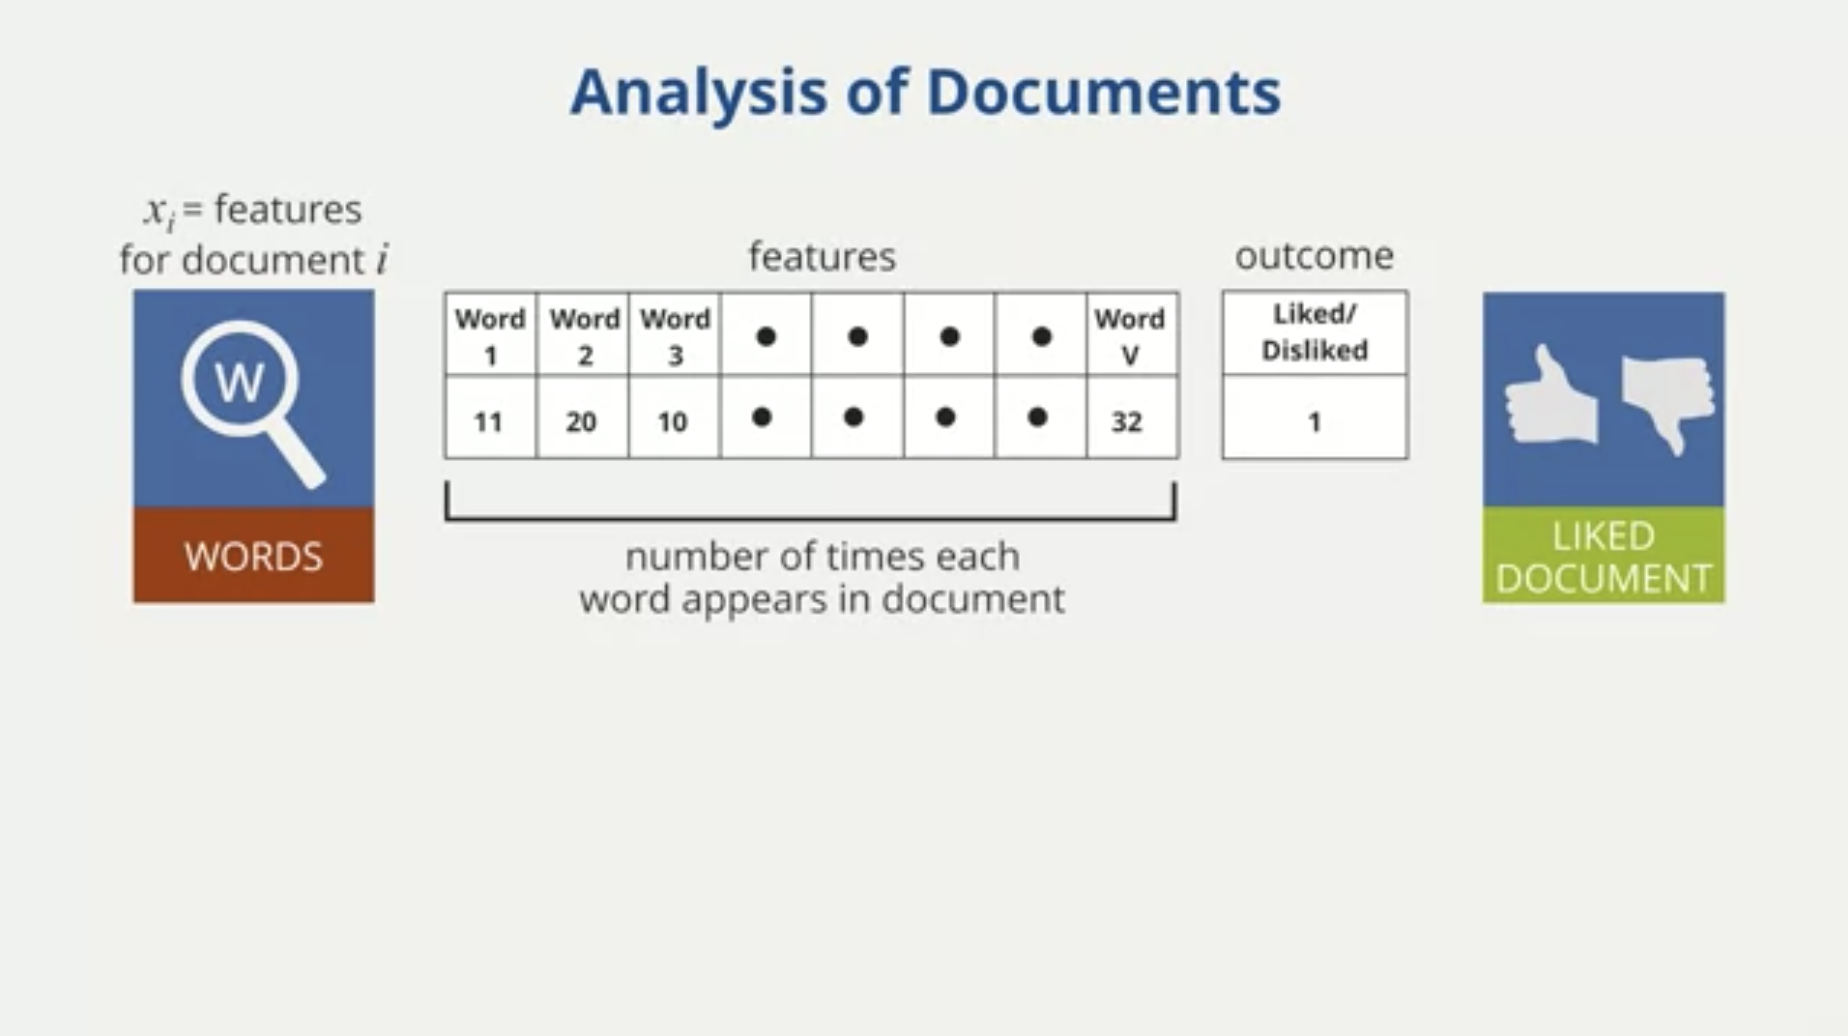 Analysis of Documents
xᵢ = features
for document i
W
WORDS
features
Word 1 Word 2 Word 3 • • • • Word V
11 20 10 • • • • 32
number of times each
word appears in document
outcome
Liked/
Disliked
1
LIKED
DOCUMENT